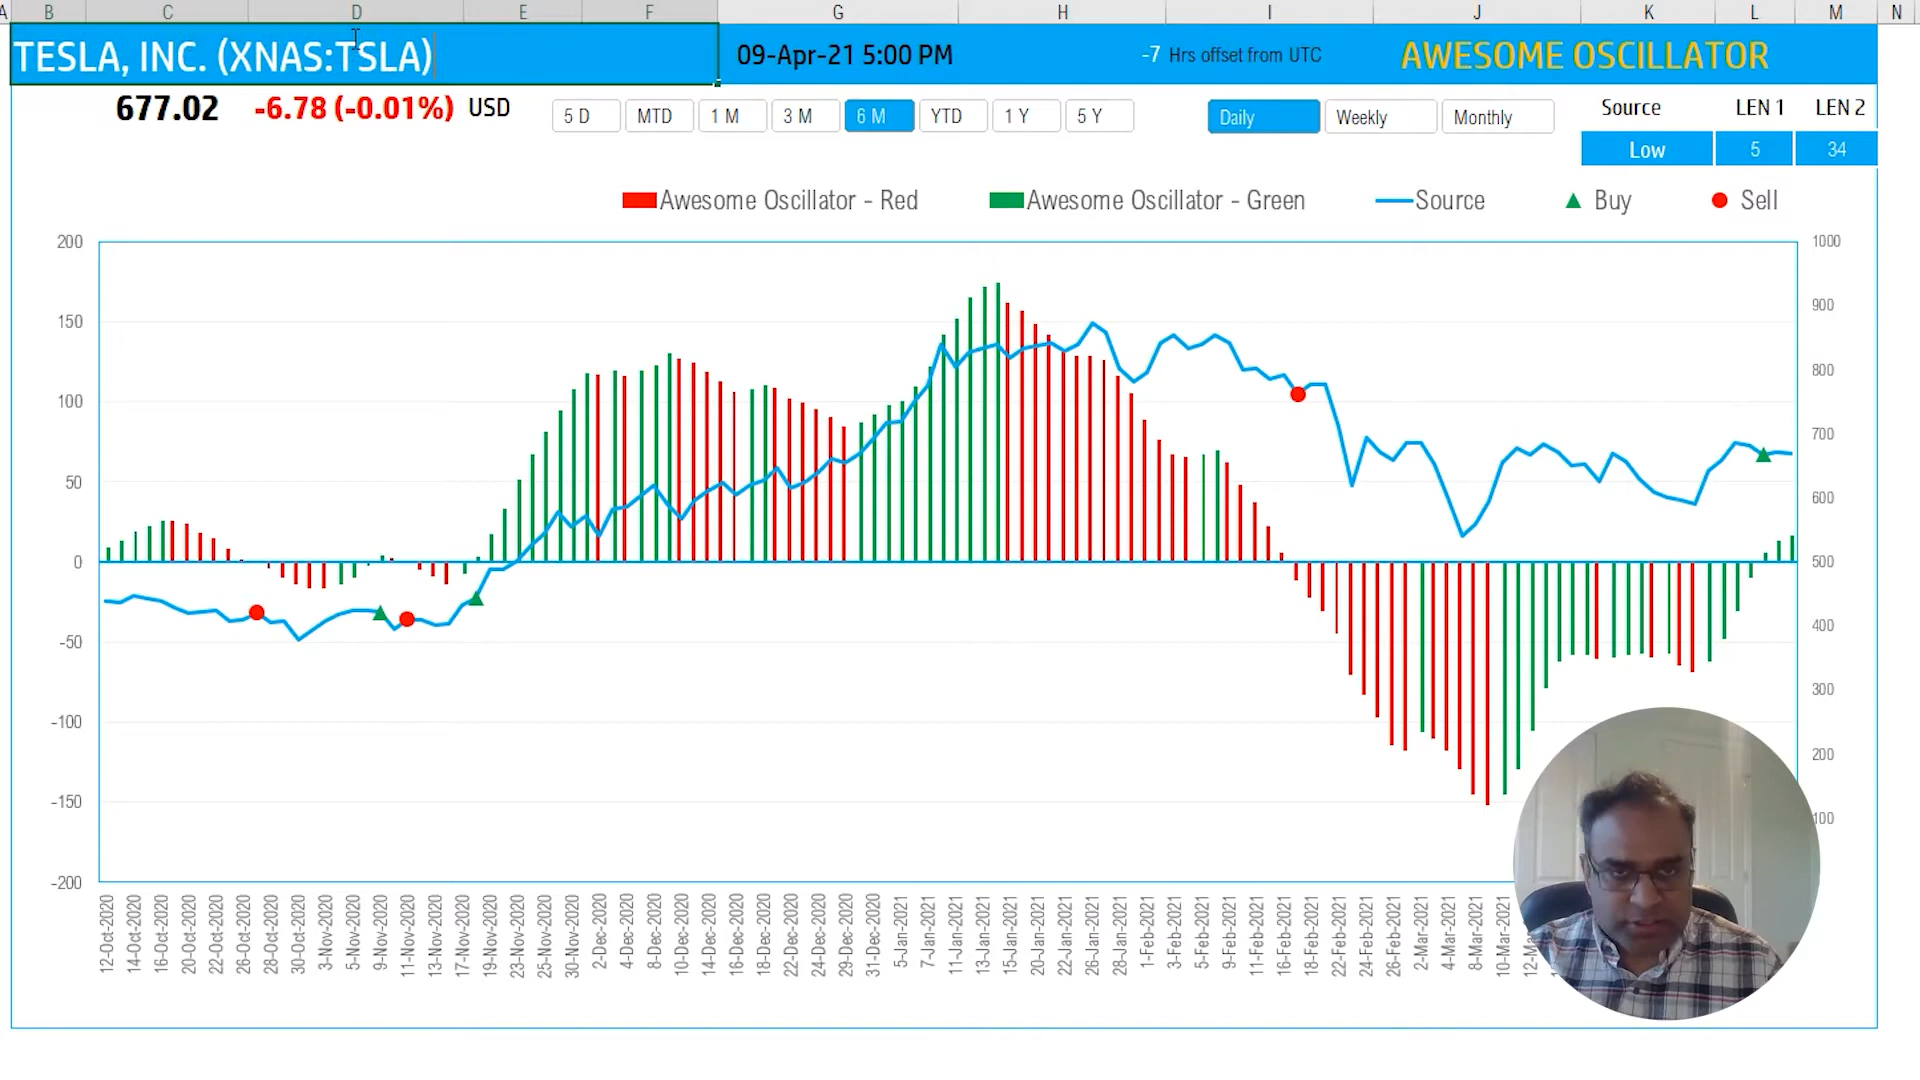 A B C D E F G H I J K L M N
TESLA, INC. (XNAS:TSLA) 09-Apr-21 5:00 PM -7 Hrs offset from UTC AWESOME OSCILLATOR
677.02 -6.78 (-0.01%) USD 5 D MTD 1 M 3 M 6 M YTD 1 Y 5 Y Daily Weekly Monthly Source LEN 1 LEN 2
Low 5 34
Awesome Oscillator - Red Awesome Oscillator - Green Source Buy Sell
200 1000
900
150
800
100
700
50
600
0 500
-50 400
300
-100
200
-150
100
-200
12-Oct-2020 14-Oct-2020 16-Oct-2020 20-Oct-2020 22-Oct-2020 26-Oct-2020 28-Oct-2020 30-Oct-2020 3-Nov-2020 5-Nov-2020 9-Nov-2020 11-Nov-2020 13-Nov-2020 17-Nov-2020 19-Nov-2020 23-Nov-2020 25-Nov-2020 30-Nov-2020 2-Dec-2020 4-Dec-2020 8-Dec-2020 10-Dec-2020 14-Dec-2020 16-Dec-2020 18-Dec-2020 22-Dec-2020 24-Dec-2020 29-Dec-2020 31-Dec-2020 5-Jan-2021 7-Jan-2021 11-Jan-2021 13-Jan-2021 15-Jan-2021 20-Jan-2021 22-Jan-2021 26-Jan-2021 28-Jan-2021 1-Feb-2021 3-Feb-2021 5-Feb-2021 9-Feb-2021 11-Feb-2021 16-Feb-2021 18-Feb-2021 22-Feb-2021 24-Feb-2021 26-Feb-2021 2-Mar-2021 4-Mar-2021 8-Mar-2021 10-Mar-2021